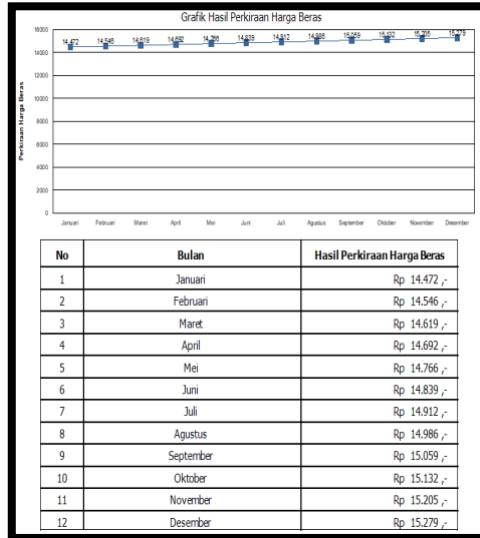 Grafik Hasil Perkiraan Harga Beras
Perkiraan Harga Beras
16000
14000
12000
10000
8000
6000
4000
2000
0
14,472 14,546 14,619 14,692 14,766 14,839 14,912 14,986 15,059 15,132 15,205 15,279
Januari Februari Maret April Mei Juni Juli Agustus September Oktober November Desember
No Bulan Hasil Perkiraan Harga Beras
1 Januari Rp 14.472 ,-
2 Februari Rp 14.546 ,-
3 Maret Rp 14.619 ,-
4 April Rp 14.692 ,-
5 Mei Rp 14.766 ,-
6 Juni Rp 14.839 ,-
7 Juli Rp 14.912 ,-
8 Agustus Rp 14.986 ,-
9 September Rp 15.059 ,-
10 Oktober Rp 15.132 ,-
11 November Rp 15.205 ,-
12 Desember Rp 15.279 ,-